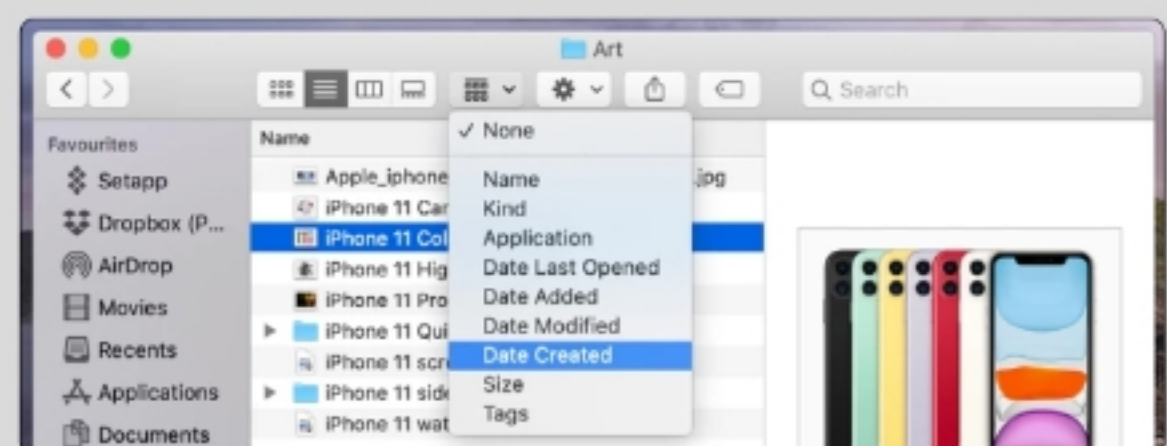 Art
Search
Favourites
Setapp
Dropbox (P...
AirDrop
Movies
Recents
Applications
Documents
Name
Apple_iphone .jpg
iPhone 11 Car
iPhone 11 Col
iPhone 11 Hig
iPhone 11 Pro
iPhone 11 Qui
iPhone 11 scr
iPhone 11 side
iPhone 11 wat
✓ None
Name
Kind
Application
Date Last Opened
Date Added
Date Modified
Date Created
Size
Tags